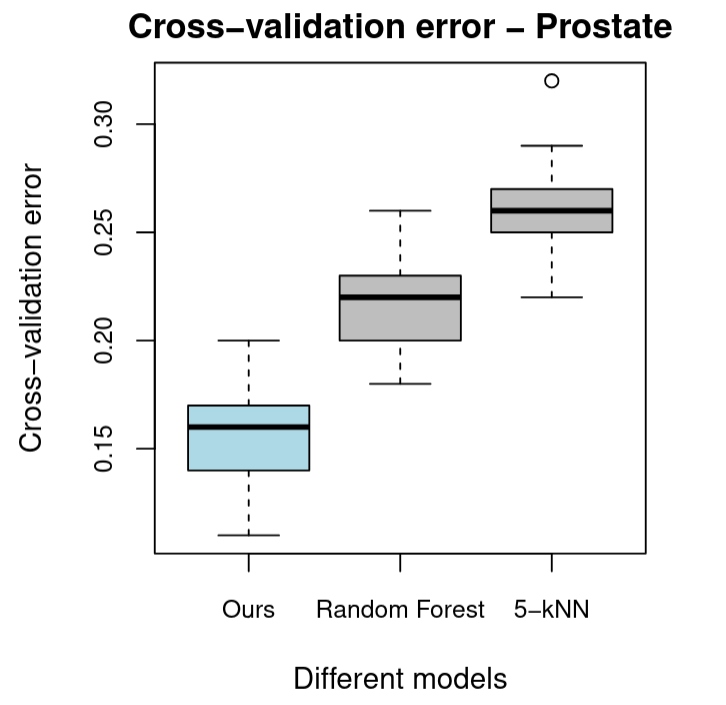 Cross−validation error − Prostate
Cross−validation error
0.30
0.25
0.20
0.15
Ours
Random Forest
5−kNN
Different models